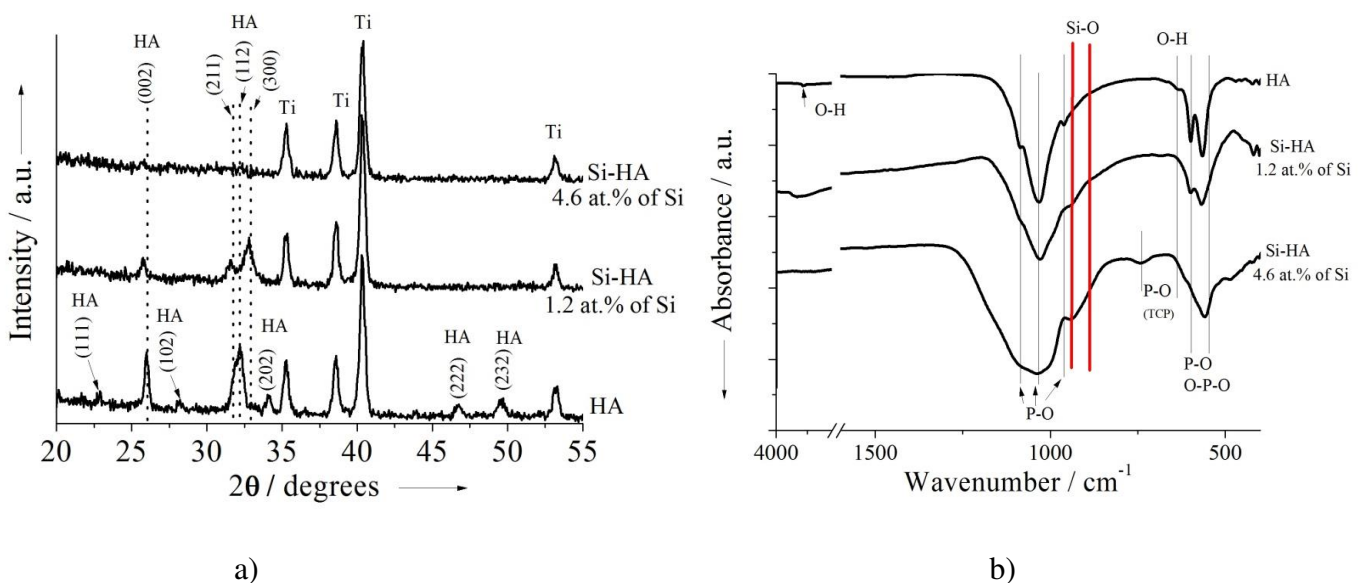 Ti
HA
HA
(002)
(211)
(112)
(300)
Ti
Ti
Ti
Si-HA
4.6 at.% of Si
Si-HA
1.2 at.% of Si
HA
(111)
HA
(102)
HA
(202)
HA
(222)
HA
(232)
HA
Intensity / a.u.
20 25 30 35 40 45 50 55
2θ / degrees
a)
Si-O
O-H
HA
O-H
Si-HA
1.2 at.% of Si
Si-HA
4.6 at.% of Si
P-O
(TCP)
P-O
O-P-O
P-O
Absorbance / a.u.
4000 1500 1000 500
Wavenumber / cm⁻¹
b)